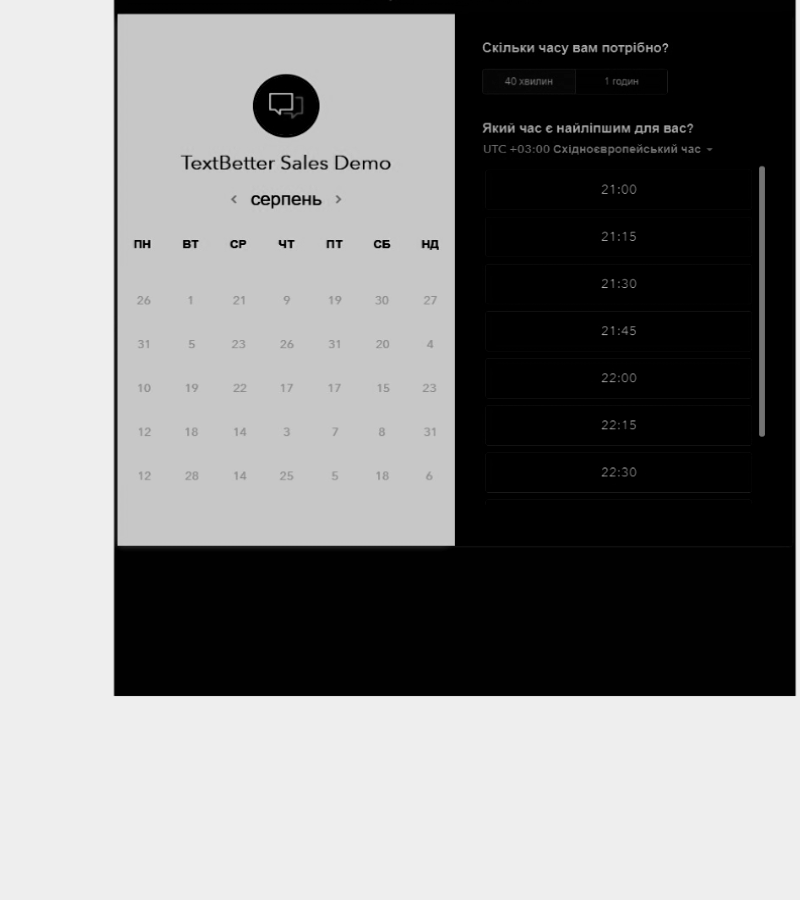 TextBetter Sales Demo
серпень
ПН ВТ СР ЧТ ПТ СБ НД
26 1 21 9 19 30 27
31 5 23 26 31 20 4
10 19 22 17 17 15 23
12 18 14 3 7 8 31
12 28 14 25 5 18 6
Скільки часу вам потрібно?
40 хвилин 1 годин
Який час є найліпшим для вас?
UTC +03:00 Східноєвропейський час
21:00
21:15
21:30
21:45
22:00
22:15
22:30